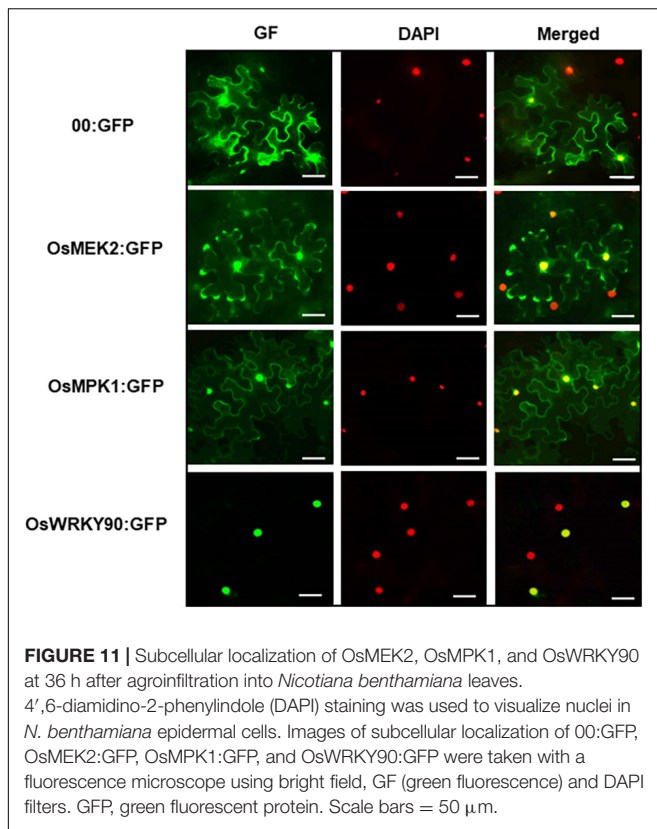 GF DAPI Merged
00:GFP
OsMEK2:GFP
OsMPK1:GFP
OsWRKY90:GFP
FIGURE 11 | Subcellular localization of OsMEK2, OsMPK1, and OsWRKY90
at 36 h after agroinfiltration into Nicotiana benthamiana leaves.
4′,6-diamidino-2-phenylindole (DAPI) staining was used to visualize nuclei in
N. benthamiana epidermal cells. Images of subcellular localization of 00:GFP,
OsMEK2:GFP, OsMPK1:GFP, and OsWRKY90:GFP were taken with a
fluorescence microscope using bright field, GF (green fluorescence) and DAPI
filters. GFP, green fluorescent protein. Scale bars = 50 μm.